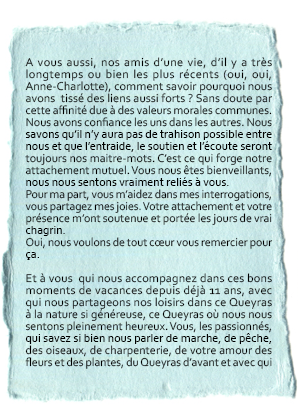 A vous aussi, nos amis d'une vie, d'il y a très
longtemps ou bien les plus récents (oui, oui,
Anne-Charlotte), comment savoir pourquoi nous
avons tissé des liens aussi forts ? Sans doute par
cette affinité due à des valeurs morales communes.
Nous avons confiance les uns dans les autres. Nous
savons qu'il n'y aura pas de trahison possible entre
nous et que l'entraide, le soutien et l'écoute seront
toujours nos maitre-mots. C'est ce qui forge notre
attachement mutuel. Vous nous êtes bienveillants,
nous nous sentons vraiment reliés à vous.
Pour ma part, vous m'aidez dans mes interrogations,
vous partagez mes joies. Votre attachement et votre
présence m'ont soutenue et portée les jours de vrai
chagrin.
Oui, nous voulons de tout cœur vous remercier pour
ça.
Et à vous qui nous accompagnez dans ces bons
moments de vacances depuis déjà 11 ans, avec
qui nous partageons nos loisirs dans ce Queyras
à la nature si généreuse, ce Queyras où nous nous
sentons pleinement heureux. Vous, les passionnés,
qui savez si bien nous parler de marche, de pêche,
des oiseaux, de charpenterie, de votre amour des
fleurs et des plantes, du Queyras d'avant et avec qui